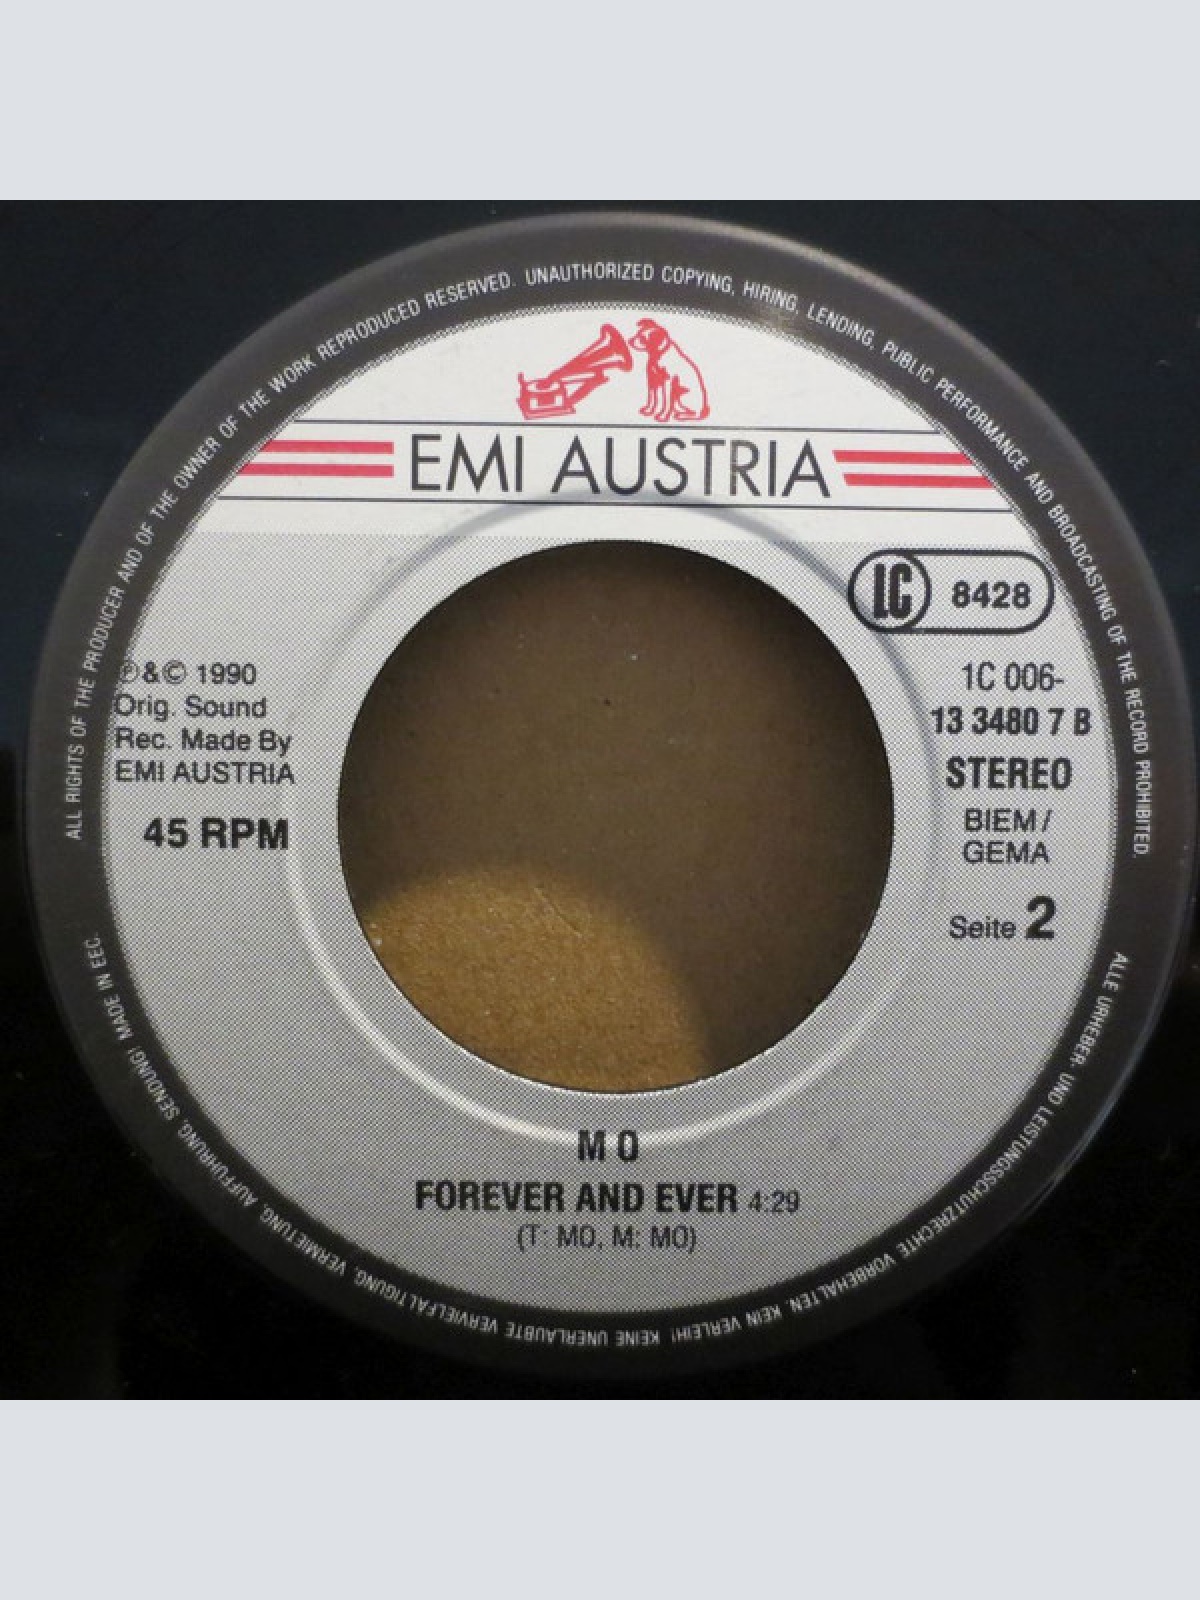 ALL RIGHTS OF THE PRODUCER AND OF THE OWNER OF THE WORK REPRODUCED RESERVED. UNAUTHORIZED COPYING, HIRING, LENDING, PUBLIC PERFORMANCE AND BROADCASTING OF THE RECORD PROHIBITED.
EMI AUSTRIA
LC 8428
℗&© 1990
Orig. Sound
Rec. Made By
EMI AUSTRIA
45 RPM
1C 006-
13 3480 7 B
STEREO
BIEM/
GEMA
Seite 2
MO
FOREVER AND EVER 4:29
(T: MO, M: MO)
ALLE URHEBER- UND LEISTUNGSSCHUTZRECHTE VORBEHALTEN. KEIN VERLEIH! KEINE UNERLAUBTE VERVIELFÄLTIGUNG, VERMIETUNG, AUFFÜHRUNG, SENDUNG! MADE IN EEC.